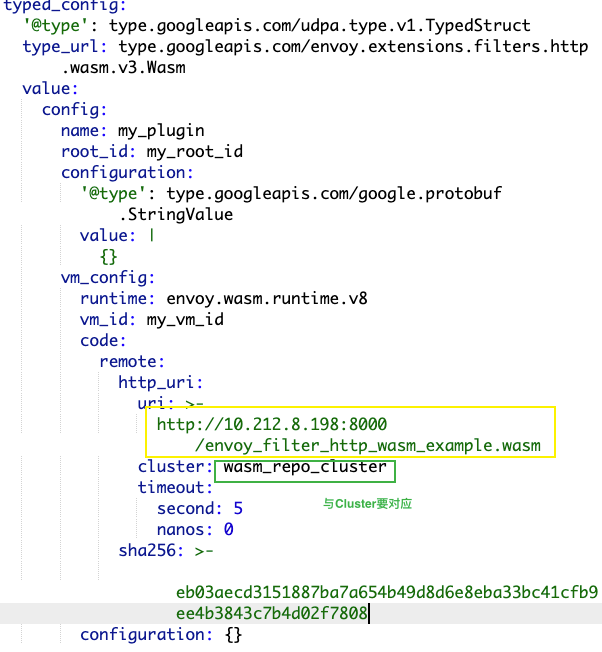 typed_config:
'@type': type.googleapis.com/udpa.type.v1.TypedStruct
type_url: type.googleapis.com/envoy.extensions.filters.http
.wasm.v3.Wasm
value:
config:
name: my_plugin
root_id: my_root_id
configuration:
'@type': type.googleapis.com/google.protobuf
.StringValue
value: |
{}
vm_config:
runtime: envoy.wasm.runtime.v8
vm_id: my_vm_id
code:
remote:
http_uri:
uri: >-
http://10.212.8.198:8000
/envoy_filter_http_wasm_example.wasm
cluster: wasm_repo_cluster
timeout:
second: 5
nanos: 0
与Cluster要对应
sha256: >-
eb03aecd3151887ba7a654b49d8d6e8eba33bc41cfb9
ee4b3843c7b4d02f7808
configuration: {}